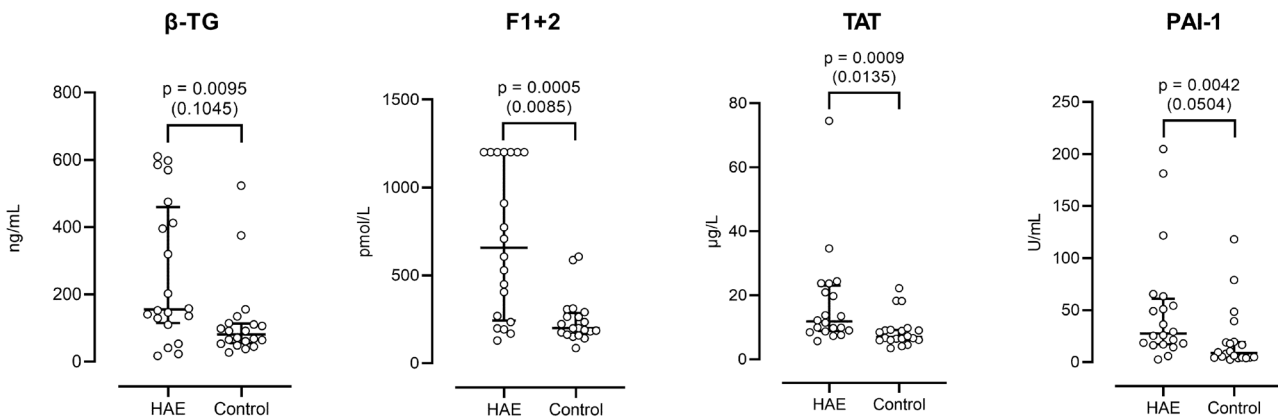 β-TG
p = 0.0095
(0.1045)
ng/mL
800
600
400
200
0
HAE Control
F1+2
p = 0.0005
(0.0085)
pmol/L
1500
1000
500
0
HAE Control
TAT
p = 0.0009
(0.0135)
µg/L
80
60
40
20
0
HAE Control
PAI-1
p = 0.0042
(0.0504)
U/mL
250
200
150
100
50
0
HAE Control